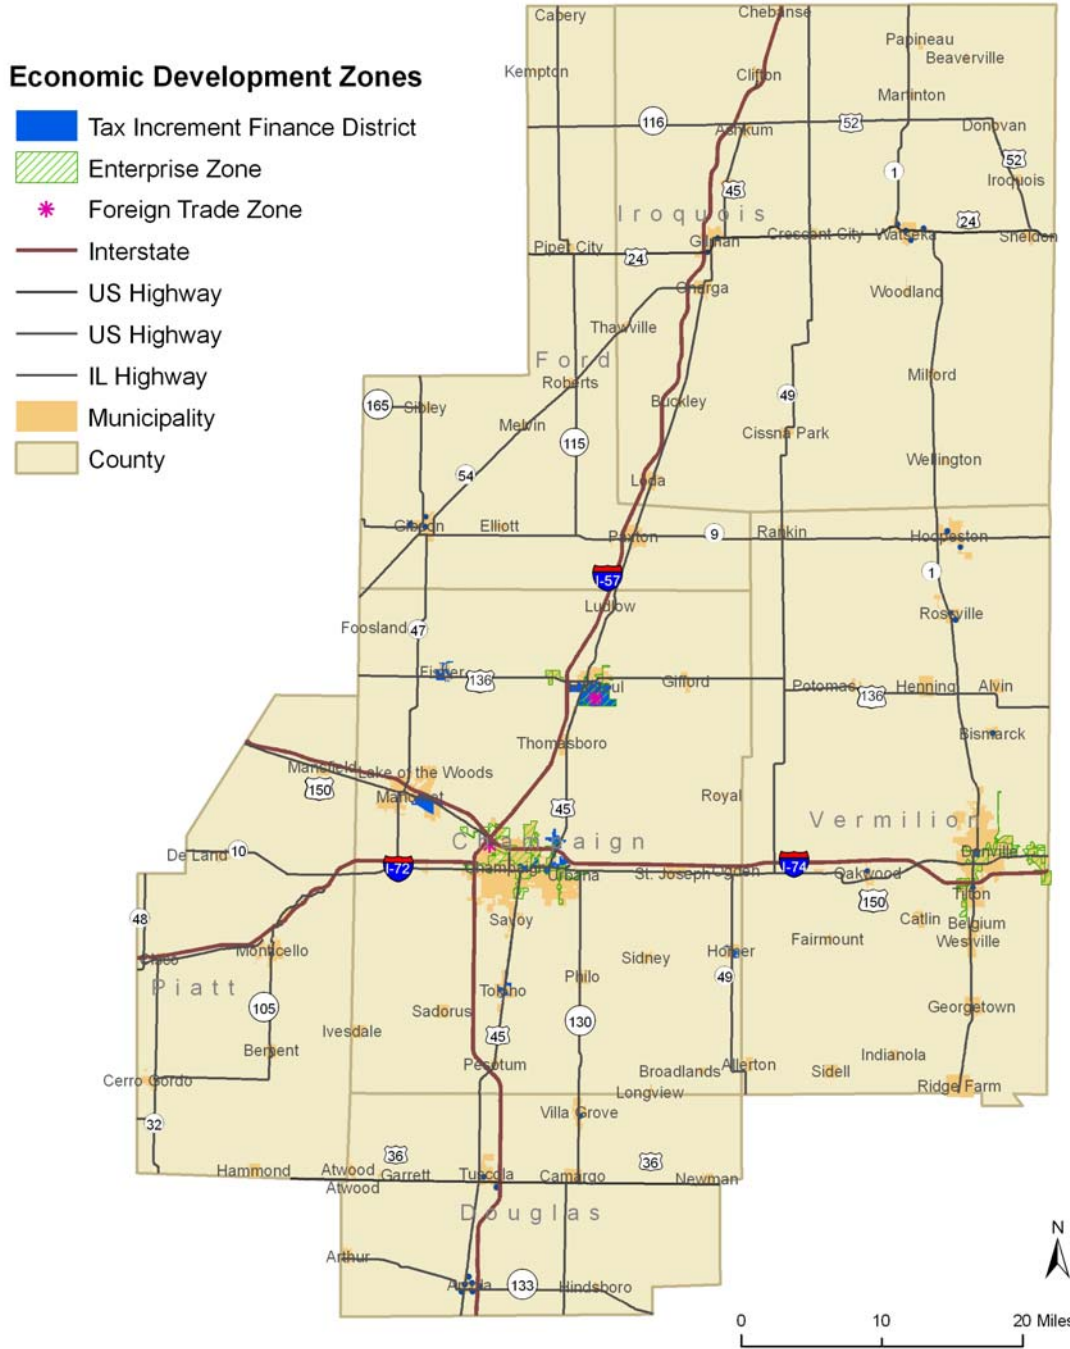 Economic Development Zones
Tax Increment Finance District
Enterprise Zone
Foreign Trade Zone
Interstate
US Highway
US Highway
IL Highway
Municipality
County
Cabery
Chebanse
Papineau
Beaverville
Kempton
Clifton
Martinton
116
Ashkum
52
Donovan
52
1
Iroquois
45
Iroquois
24
Piper City
24
Gilman
Crescent City
Watseka
Sheldon
Onarga
Woodland
Thawville
Ford
Roberts
Milford
165
Sibley
Buckley
49
Melvin
115
Cissna Park
54
Wellington
Loda
Gibson
Elliott
Paxton
9
Rankin
Hoopeston
I-57
1
Ludlow
Rossville
Foosland
47
Fisher
136
Rantoul
Gifford
Potomac
136
Henning
Alvin
Bismarck
Thomasboro
Mansfield
Lake of the Woods
150
Mahomet
Royal
45
Vermilion
Champaign
De Land
10
I-72
Champaign
Urbana
St. Joseph
Ogden
I-74
Oakwood
Danville
150
Tilton
48
Savoy
Catlin
Belgium
Cisco
Monticello
Sidney
Homer
Fairmount
Westville
Piatt
Philo
49
Tolono
105
Sadorus
130
Georgetown
Ivesdale
45
Bement
Pesotum
Indianola
Cerro Gordo
Broadlands
Allerton
Sidell
Longview
Ridge Farm
32
Villa Grove
36
36
Hammond
Atwood
Garrett
Tuscola
Camargo
Newman
Atwood
Douglas
Arthur
Arcola
133
Hindsboro
N
0 10 20 Miles